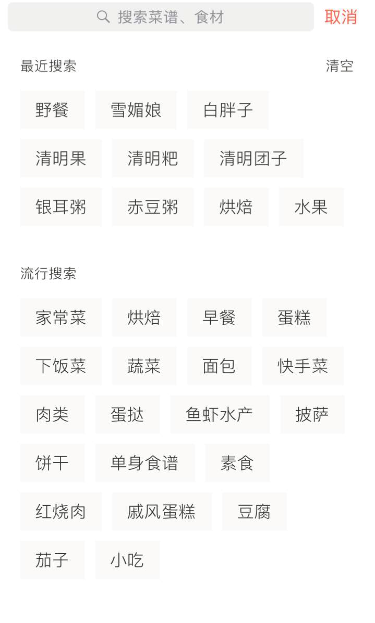 搜索菜谱、食材 取消
最近搜索 清空
野餐 雪媚娘 白胖子
清明果 清明粑 清明团子
银耳粥 赤豆粥 烘焙 水果
流行搜索
家常菜 烘焙 早餐 蛋糕
下饭菜 蔬菜 面包 快手菜
肉类 蛋挞 鱼虾水产 披萨
饼干 单身食谱 素食
红烧肉 戚风蛋糕 豆腐
茄子 小吃